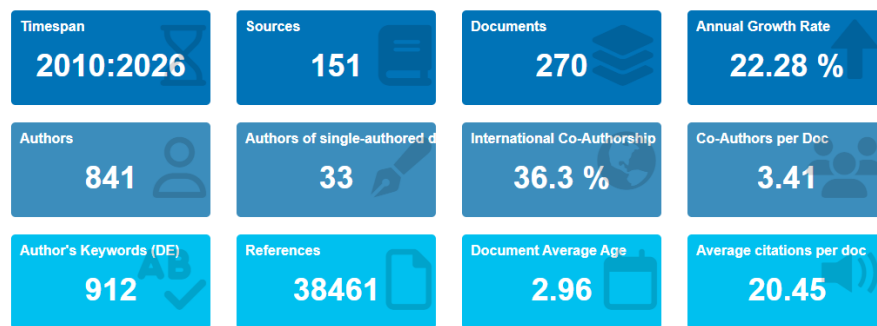 Timespan
2010:2026
Sources
151
Documents
270
Annual Growth Rate
22.28 %
Authors
841
Authors of single-authored d
33
International Co-Authorship
36.3 %
Co-Authors per Doc
3.41
Author's Keywords (DE)
912
AB
References
38461
Document Average Age
2.96
Average citations per doc
20.45